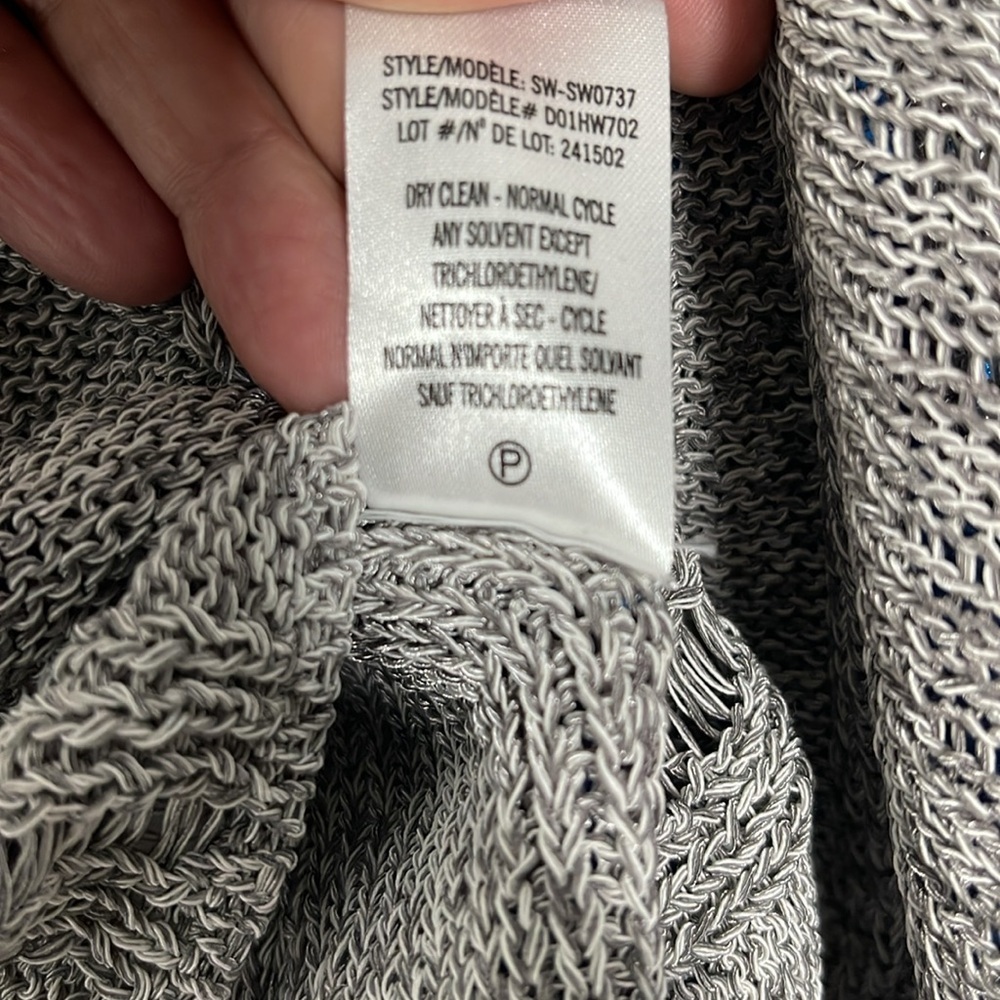 STYLE/MODÈLE: SW-SW0737
STYLE/MODÈLE# D01HW702
LOT #/Nº DE LOT: 241502
DRY CLEAN - NORMAL CYCLE
ANY SOLVENT EXCEPT
TRICHLOROETHYLENE/
NETTOYER À SEC - CYCLE
NORMAL N'IMPORTE QUEL SOLVANT
SAUF TRICHLOROETHYLENE
P